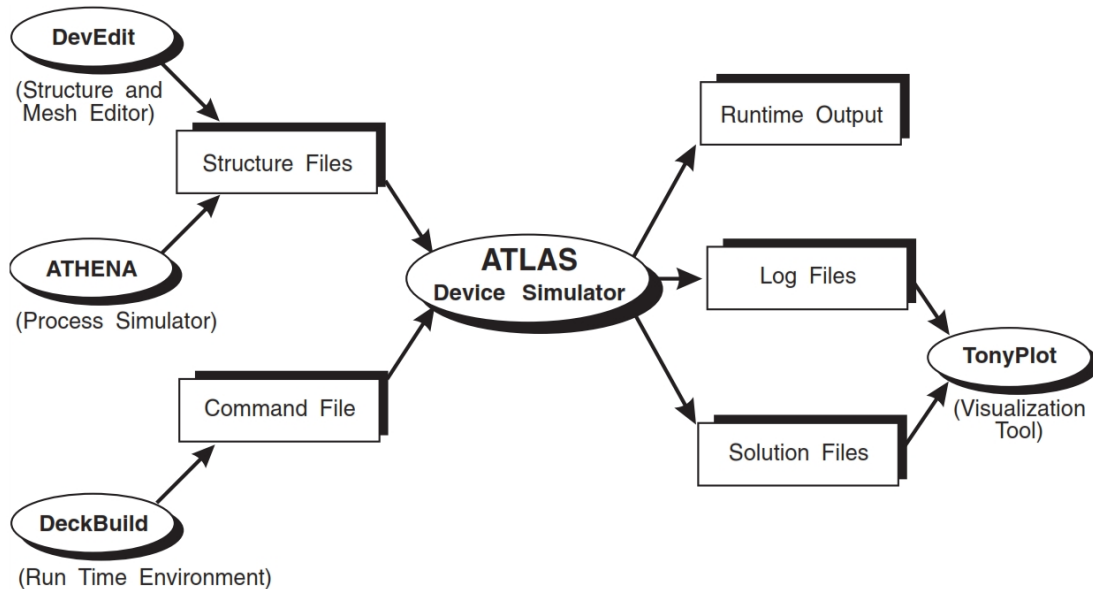 DevEdit
(Structure and
Mesh Editor)
Structure Files
ATHENA
(Process Simulator)
Command File
DeckBuild
(Run Time Environment)
ATLAS
Device Simulator
Runtime Output
Log Files
Solution Files
TonyPlot
(Visualization
Tool)